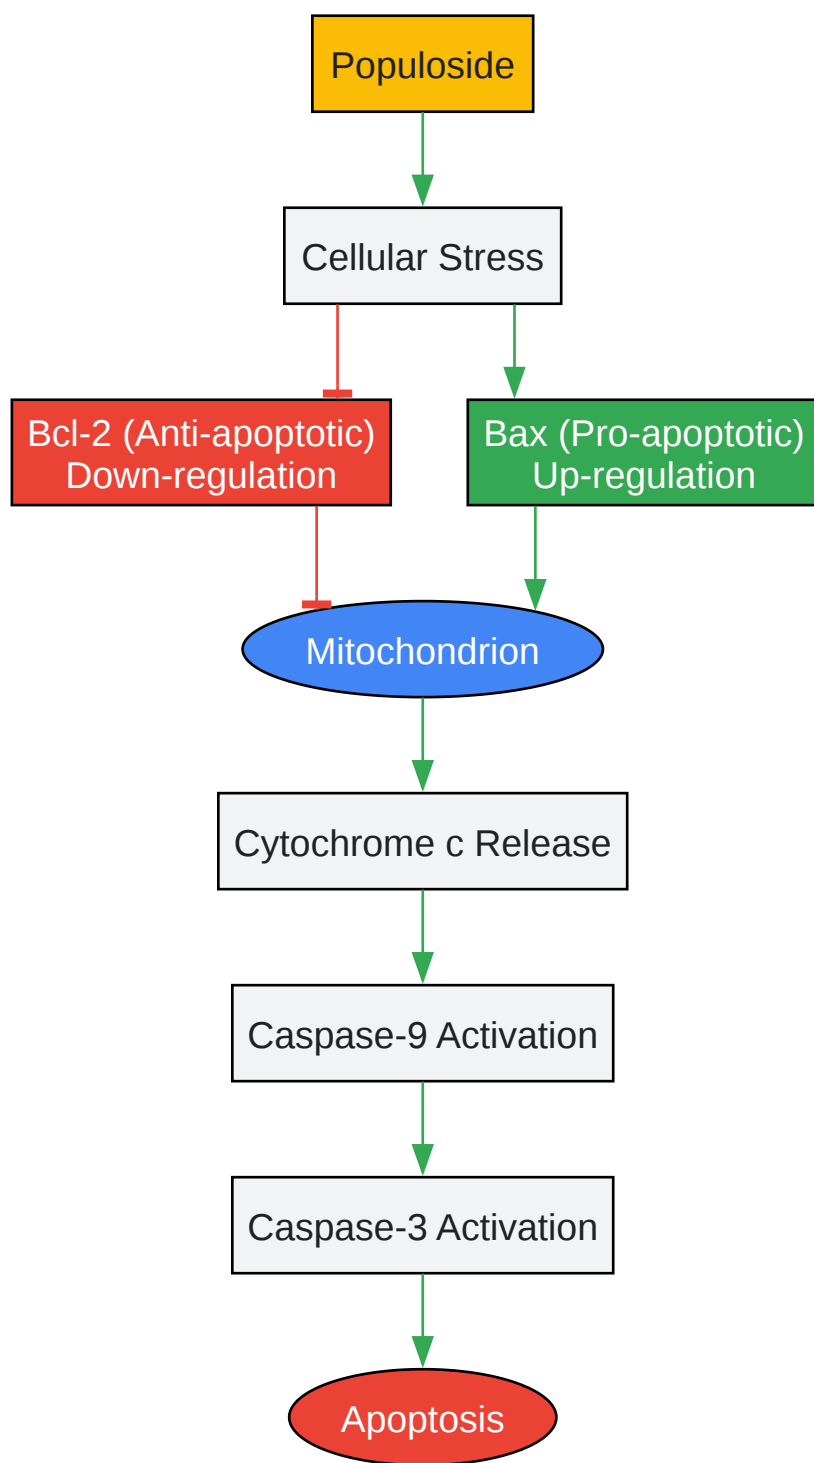 Populoside
Cellular Stress
Bcl-2 (Anti-apoptotic)
Down-regulation
Bax (Pro-apoptotic)
Up-regulation
Mitochondrion
Cytochrome c Release
Caspase-9 Activation
Caspase-3 Activation
Apoptosis